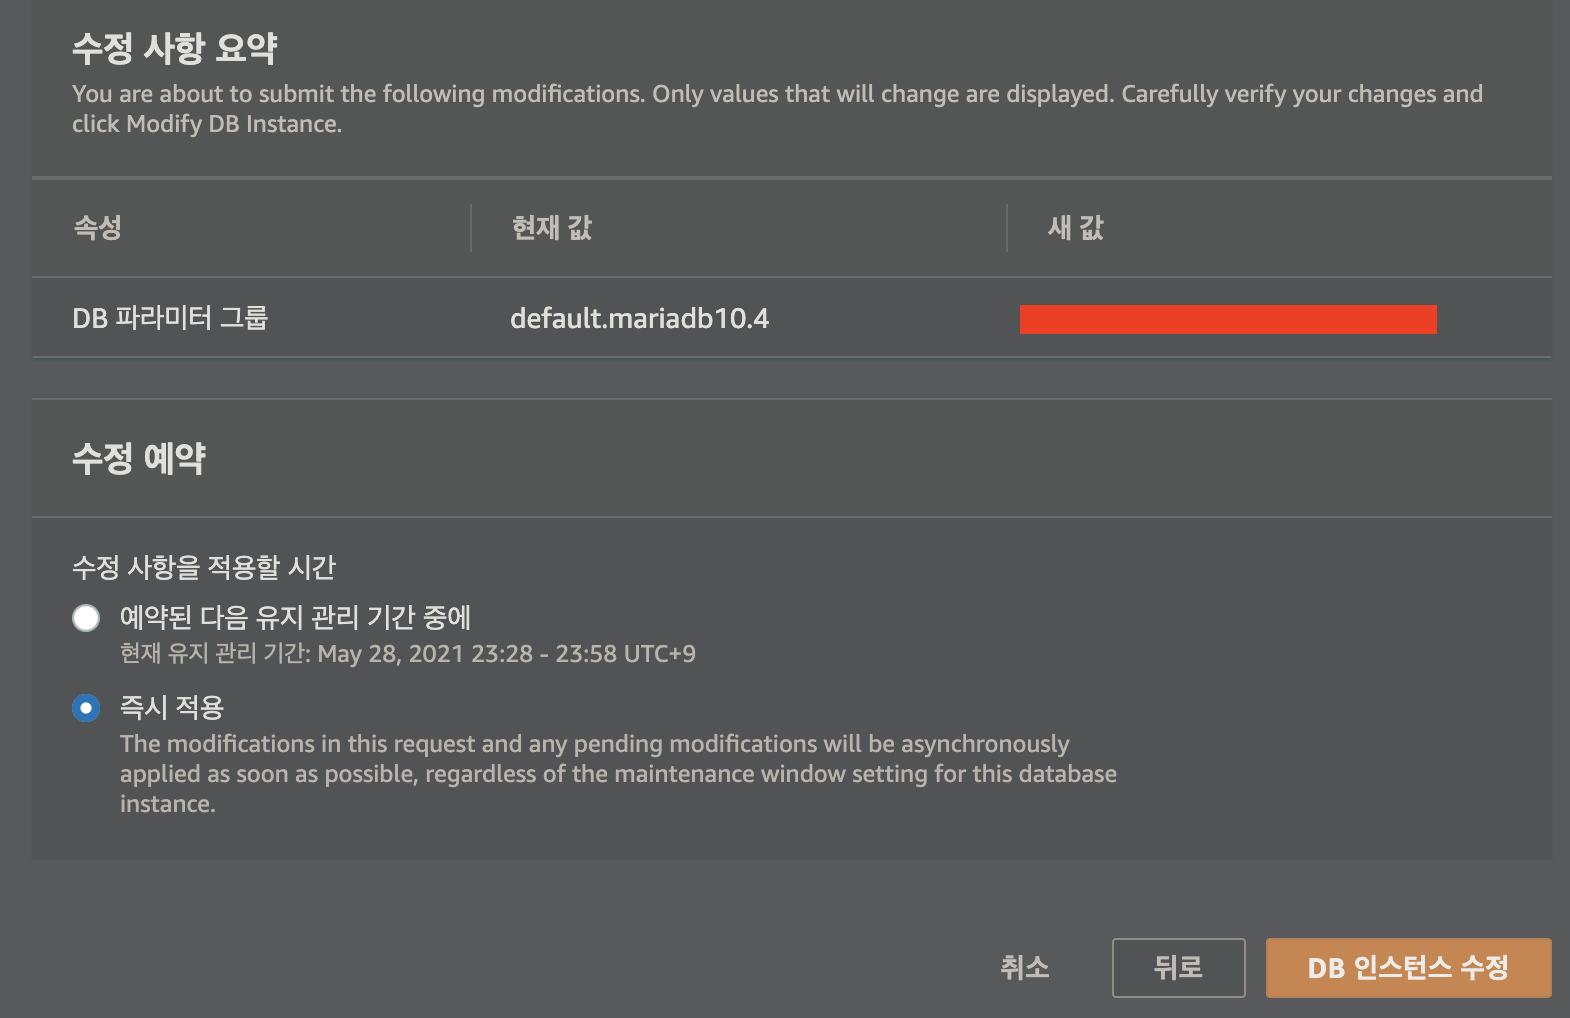 수정 사항 요약
You are about to submit the following modifications. Only values that will change are displayed. Carefully verify your changes and
click Modify DB Instance.
속성 현재 값 새 값
DB 파라미터 그룹 default.mariadb10.4
수정 예약
수정 사항을 적용할 시간
예약된 다음 유지 관리 기간 중에
현재 유지 관리 기간: May 28, 2021 23:28 - 23:58 UTC+9
즉시 적용
The modifications in this request and any pending modifications will be asynchronously
applied as soon as possible, regardless of the maintenance window setting for this database
instance.
취소 뒤로 DB 인스턴스 수정